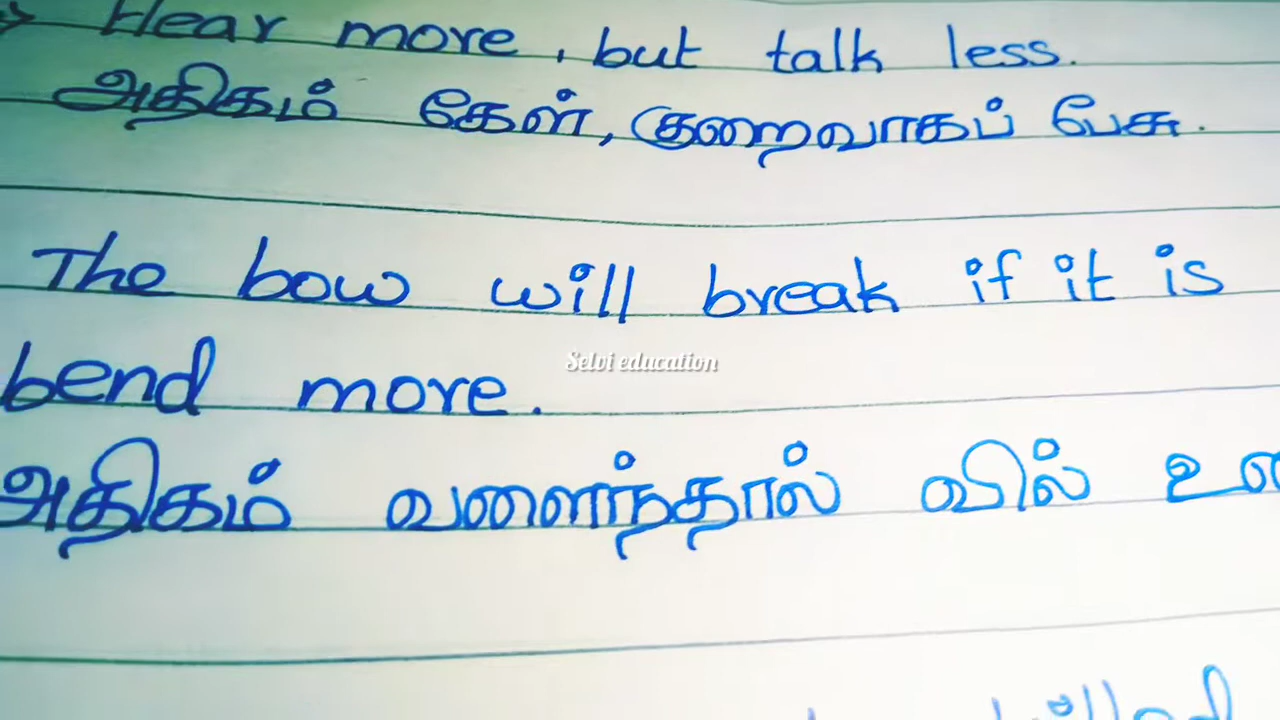 Hear more, but talk less.
அதிகம் கேள், குறைவாகப் பேசு.
The bow will break if it is
bend more.
Selvi education
அதிகம் வளைந்தால் வில்